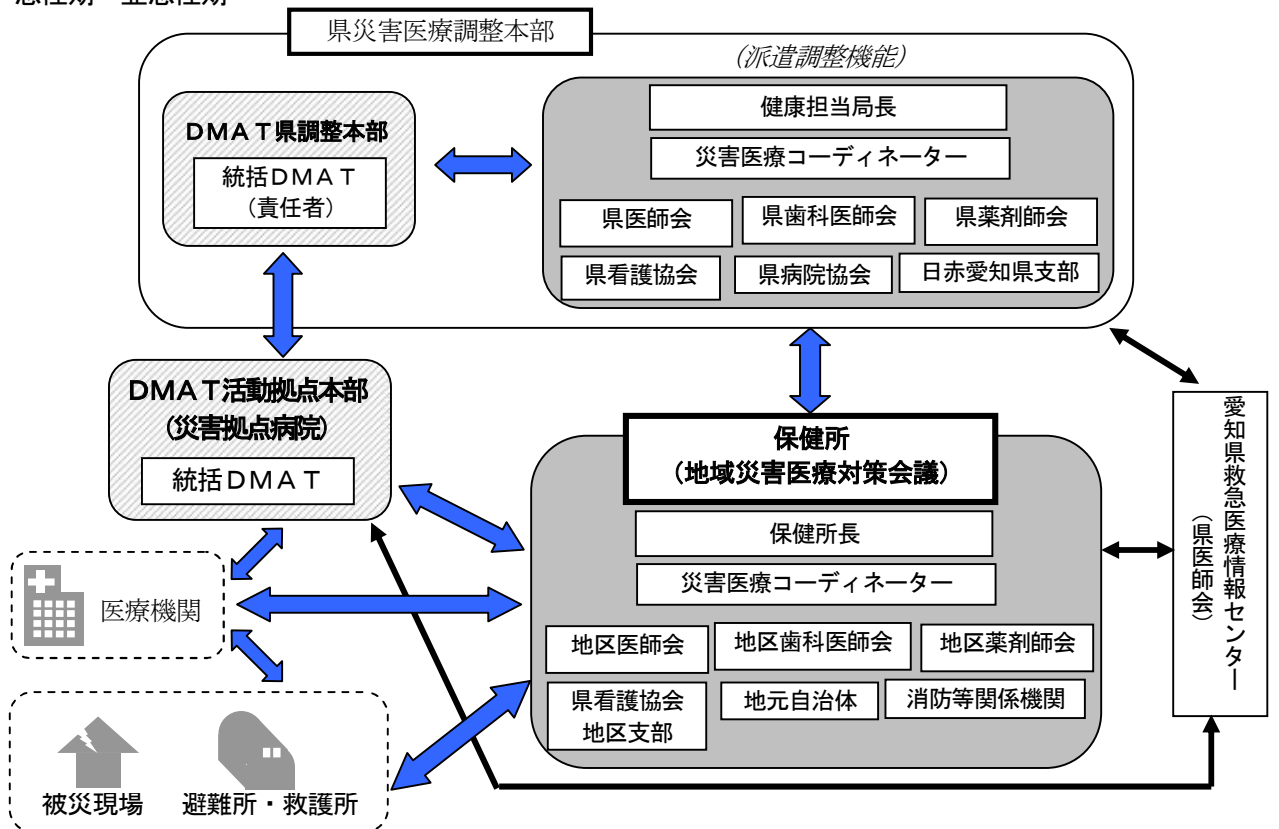 県災害医療調整本部
(派遣調整機能)
DMAT県調整本部
統括DMAT
(責任者)
健康担当局長
災害医療コーディネーター
県医師会
県歯科医師会
県薬剤師会
県看護協会
県病院協会
日赤愛知県支部
DMAT活動拠点本部
(災害拠点病院)
統括DMAT
保健所
(地域災害医療対策会議)
保健所長
災害医療コーディネーター
地区医師会
地区歯科医師会
地区薬剤師会
県看護協会
地区支部
地元自治体
消防等関係機関
医療機関
被災現場
避難所・救護所
愛知県救急医療情報センター
(県医師会)